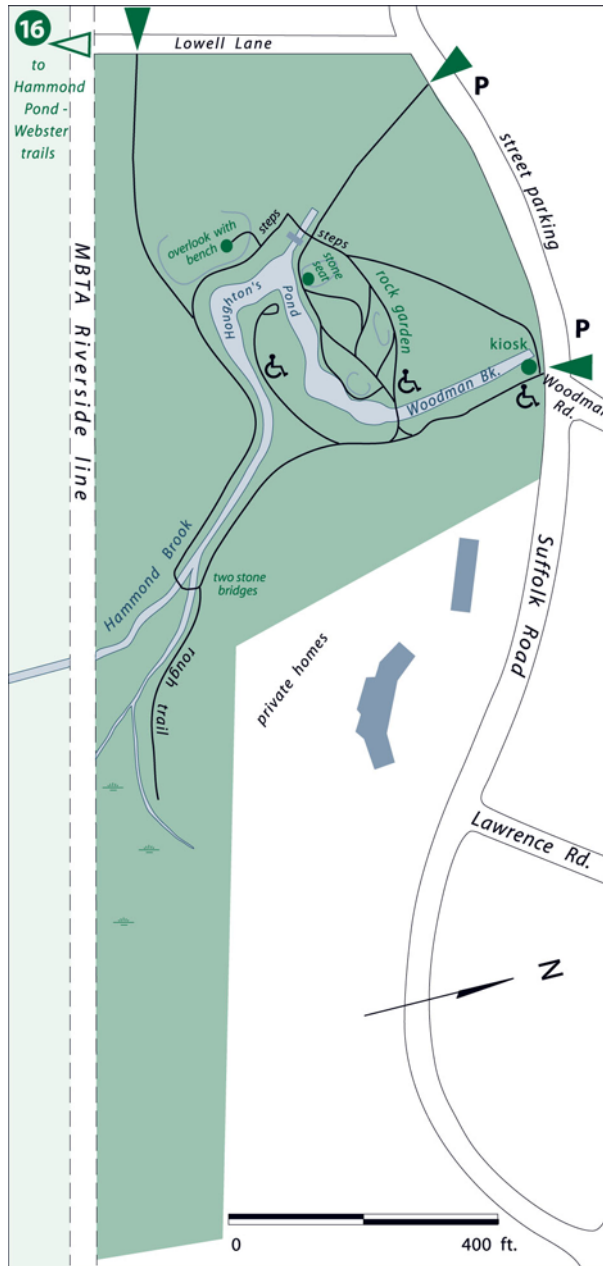 16
to
Hammond
Pond -
Webster
trails
Lowell Lane
P
street parking
MBTA Riverside line
overlook with
bench
steps
steps
stone
seat
Houghton's
Pond
rock garden
kiosk
P
Woodman Bk.
Woodman
Rd.
Hammond Brook
two stone
bridges
rough
trail
private homes
Suffolk Road
Lawrence Rd.
N
0
400 ft.